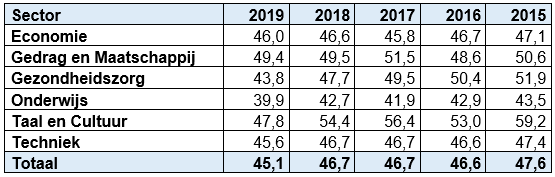 Sector 2019 2018 2017 2016 2015
Economie 46,0 46,6 45,8 46,7 47,1
Gedrag en Maatschappij 49,4 49,5 51,5 48,6 50,6
Gezondheidszorg 43,8 47,7 49,5 50,4 51,9
Onderwijs 39,9 42,7 41,9 42,9 43,5
Taal en Cultuur 47,8 54,4 56,4 53,0 59,2
Techniek 45,6 46,7 46,7 46,6 47,4
Totaal 45,1 46,7 46,7 46,6 47,6